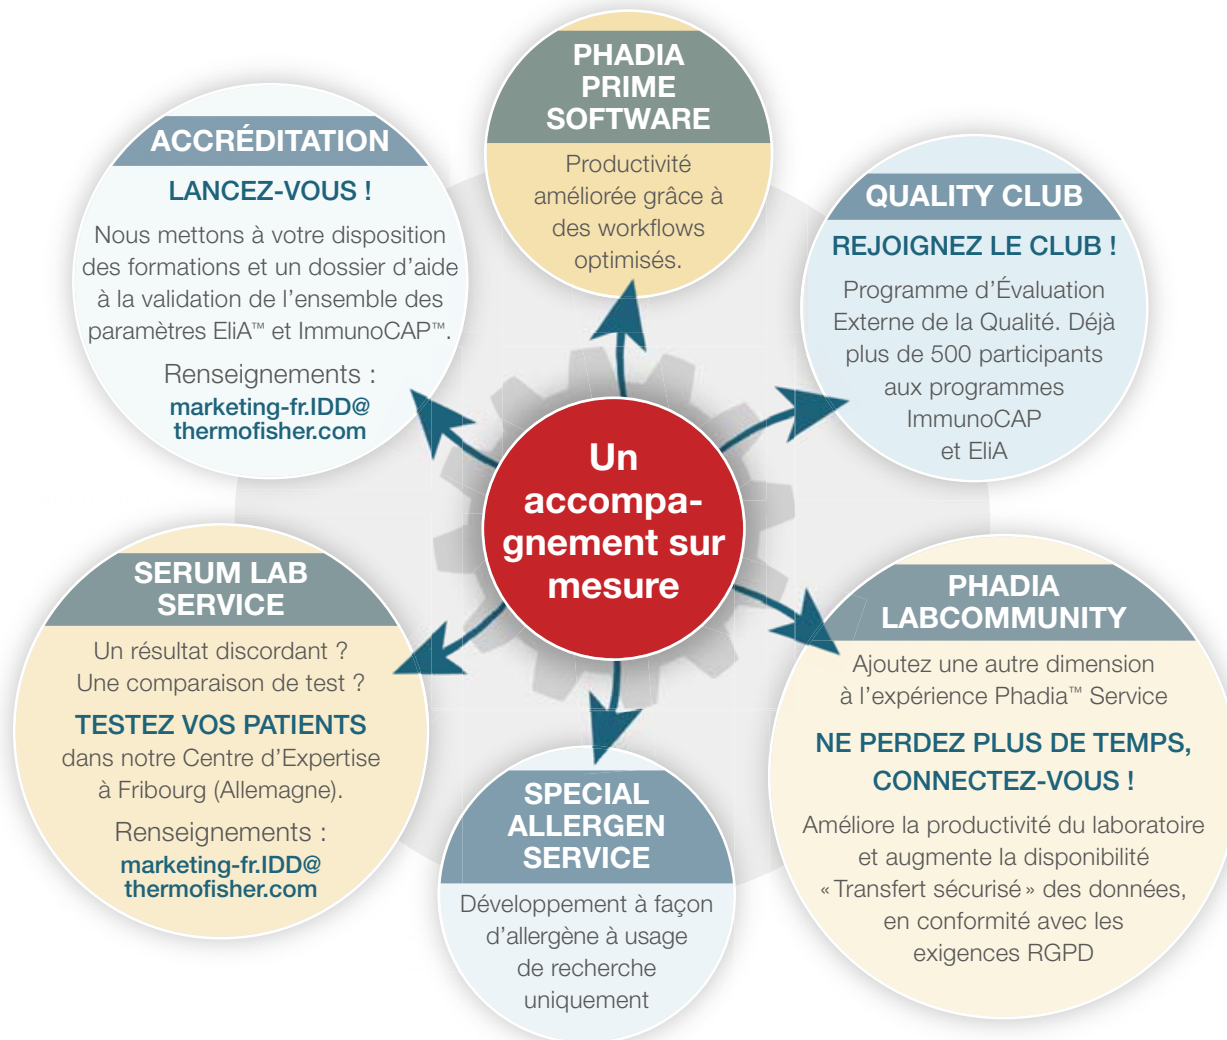 PHADIA
PRIME
SOFTWARE
Productivité
améliorée grâce à
des workflows
optimisés.
ACCRÉDITATION
LANCEZ-VOUS !
Nous mettons à votre disposition
des formations et un dossier d’aide
à la validation de l’ensemble des
paramètres EliA™ et ImmunoCAP™.
Renseignements :
marketing-fr.IDD@
thermofisher.com
QUALITY CLUB
REJOIGNEZ LE CLUB !
Programme d’Évaluation
Externe de la Qualité. Déjà
plus de 500 participants
aux programmes
ImmunoCAP
et EliA
Un
accompa-
gnement sur
mesure
SERUM LAB
SERVICE
Un résultat discordant ?
Une comparaison de test ?
TESTEZ VOS PATIENTS
dans notre Centre d’Expertise
à Fribourg (Allemagne).
Renseignements :
marketing-fr.IDD@
thermofisher.com
PHADIA
LABCOMMUNITY
Ajoutez une autre dimension
à l’expérience Phadia™ Service
NE PERDEZ PLUS DE TEMPS,
CONNECTEZ-VOUS !
Améliore la productivité du laboratoire
et augmente la disponibilité
« Transfert sécurisé » des données,
en conformité avec les
exigences RGPD
SPECIAL
ALLERGEN
SERVICE
Développement à façon
d’allergène à usage
de recherche
uniquement